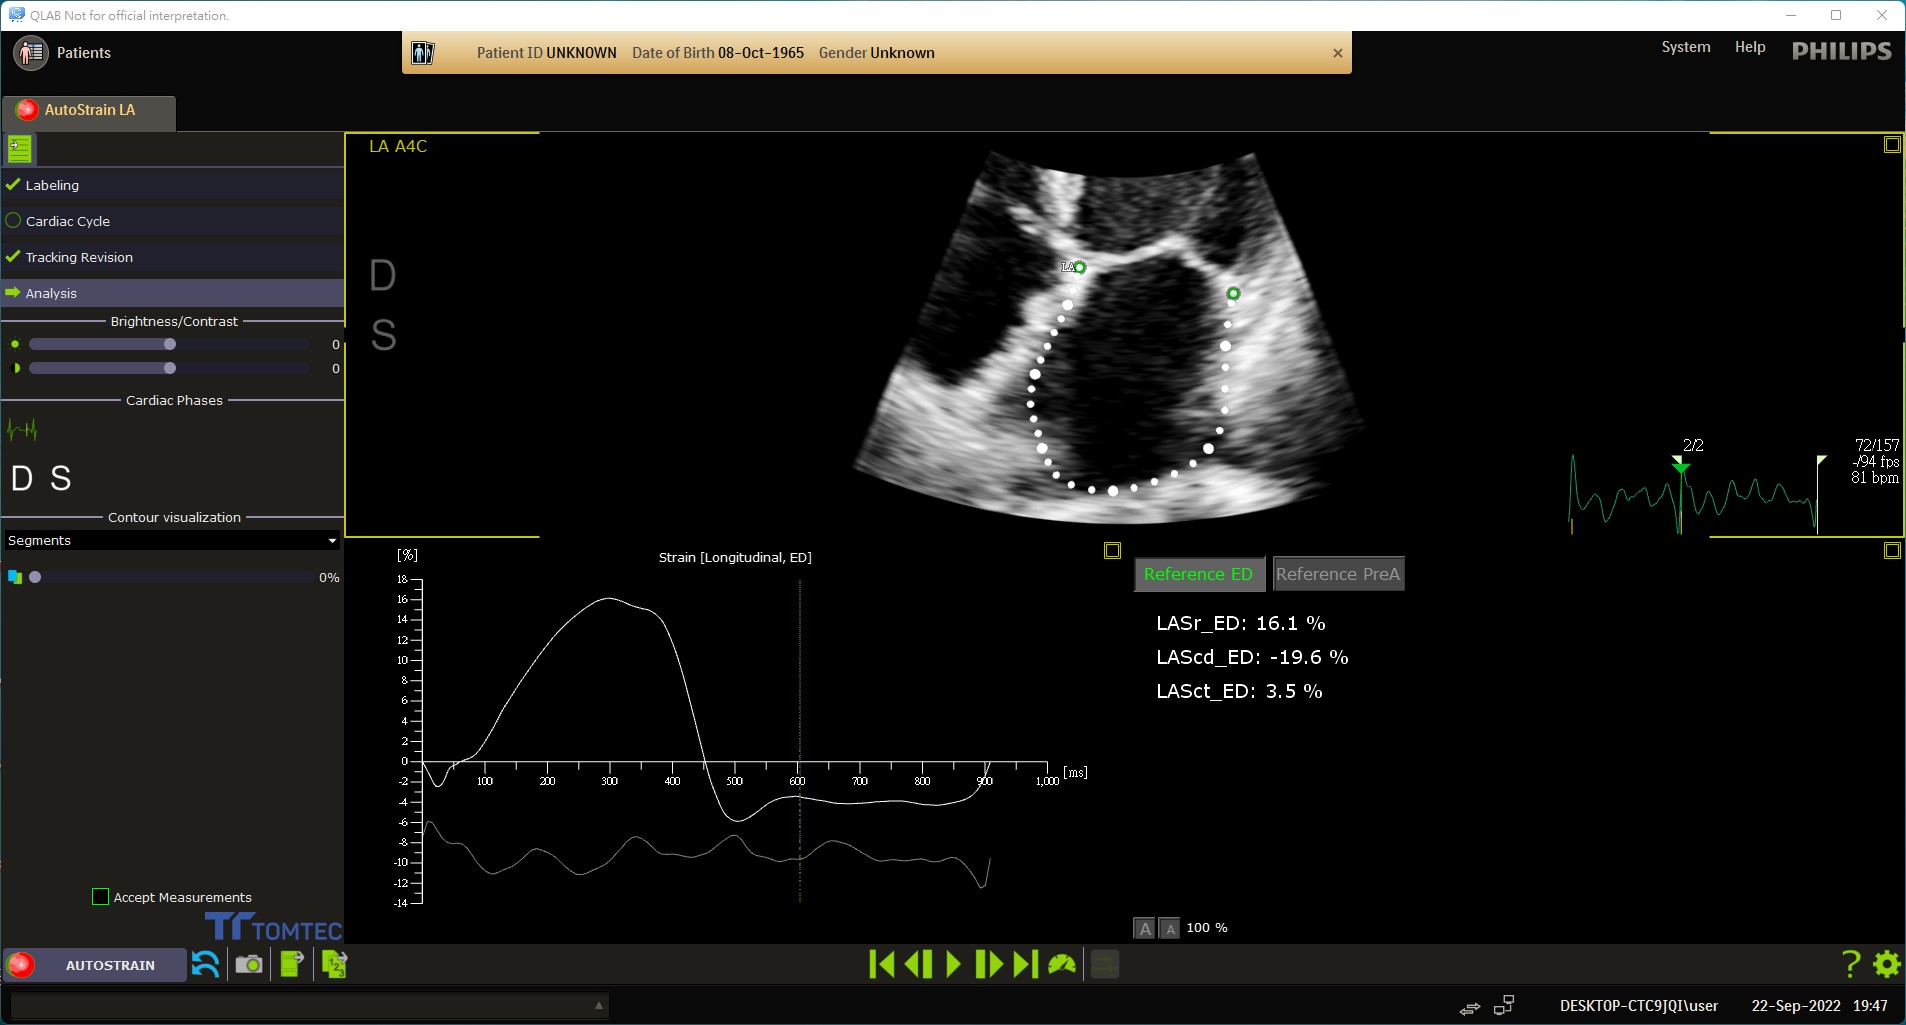 QLAB Not for official interpretation.
Patients
Patient ID UNKNOWN Date of Birth 08-Oct-1965 Gender Unknown
System Help PHILIPS
AutoStrain LA
Labeling
Cardiac Cycle
Tracking Revision
Analysis
Brightness/Contrast
0
0
Cardiac Phases
D S
Contour visualization
Segments
0%
Accept Measurements
TOMTEC
LA A4C
D
S
LA
2/2
72/157
-/94 fps
81 bpm
[%]
Strain [Longitudinal, ED]
18
16
14
12
10
8
6
4
2
0
-2
-4
-6
-8
-10
-12
-14
100 200 300 400 500 600 700 800 900 1,000 [ms]
Reference ED Reference PreA
LASr_ED: 16.1 %
LAScd_ED: -19.6 %
LASct_ED: 3.5 %
A A 100 %
AUTOSTRAIN
123
?
DESKTOP-CTC9JQI\user 22-Sep-2022 19:47